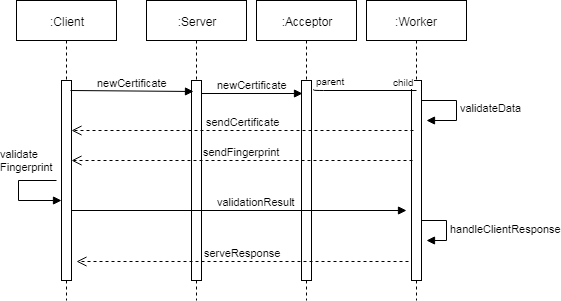 :Client
:Server
:Acceptor
:Worker
newCertificate
newCertificate
parent
child
validateData
sendCertificate
sendFingerprint
validate
Fingerprint
validationResult
handleClientResponse
serveResponse